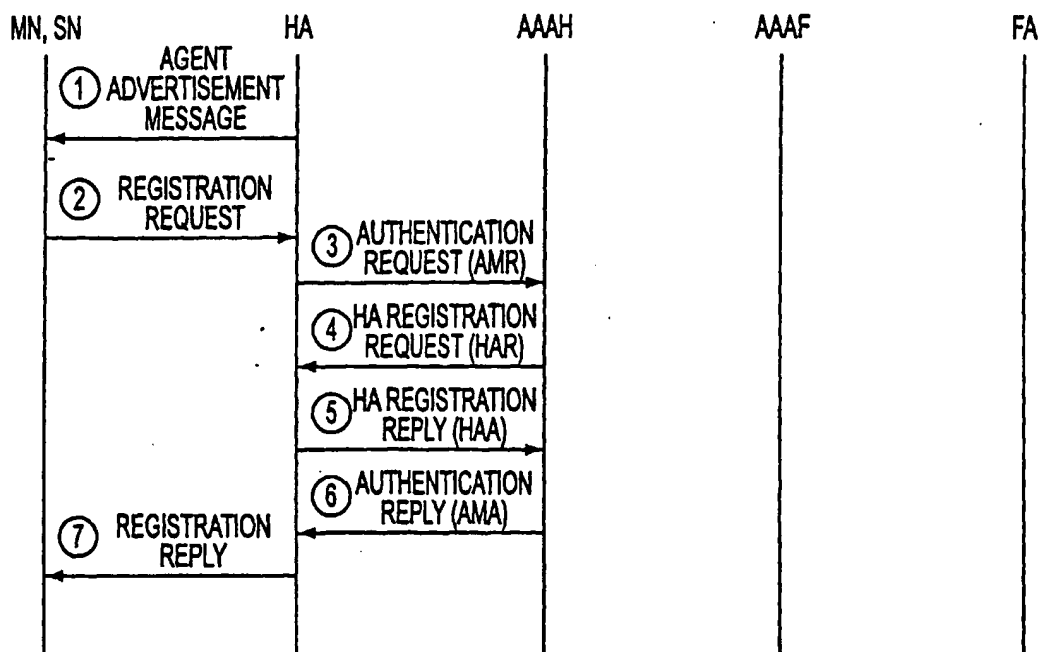 MN, SN
HA
AAAH
AAAF
FA
1
AGENT
ADVERTISEMENT
MESSAGE
2
REGISTRATION
REQUEST
3
AUTHENTICATION
REQUEST (AMR)
4
HA REGISTRATION
REQUEST (HAR)
5
HA REGISTRATION
REPLY (HAA)
6
AUTHENTICATION
REPLY (AMA)
7
REGISTRATION
REPLY